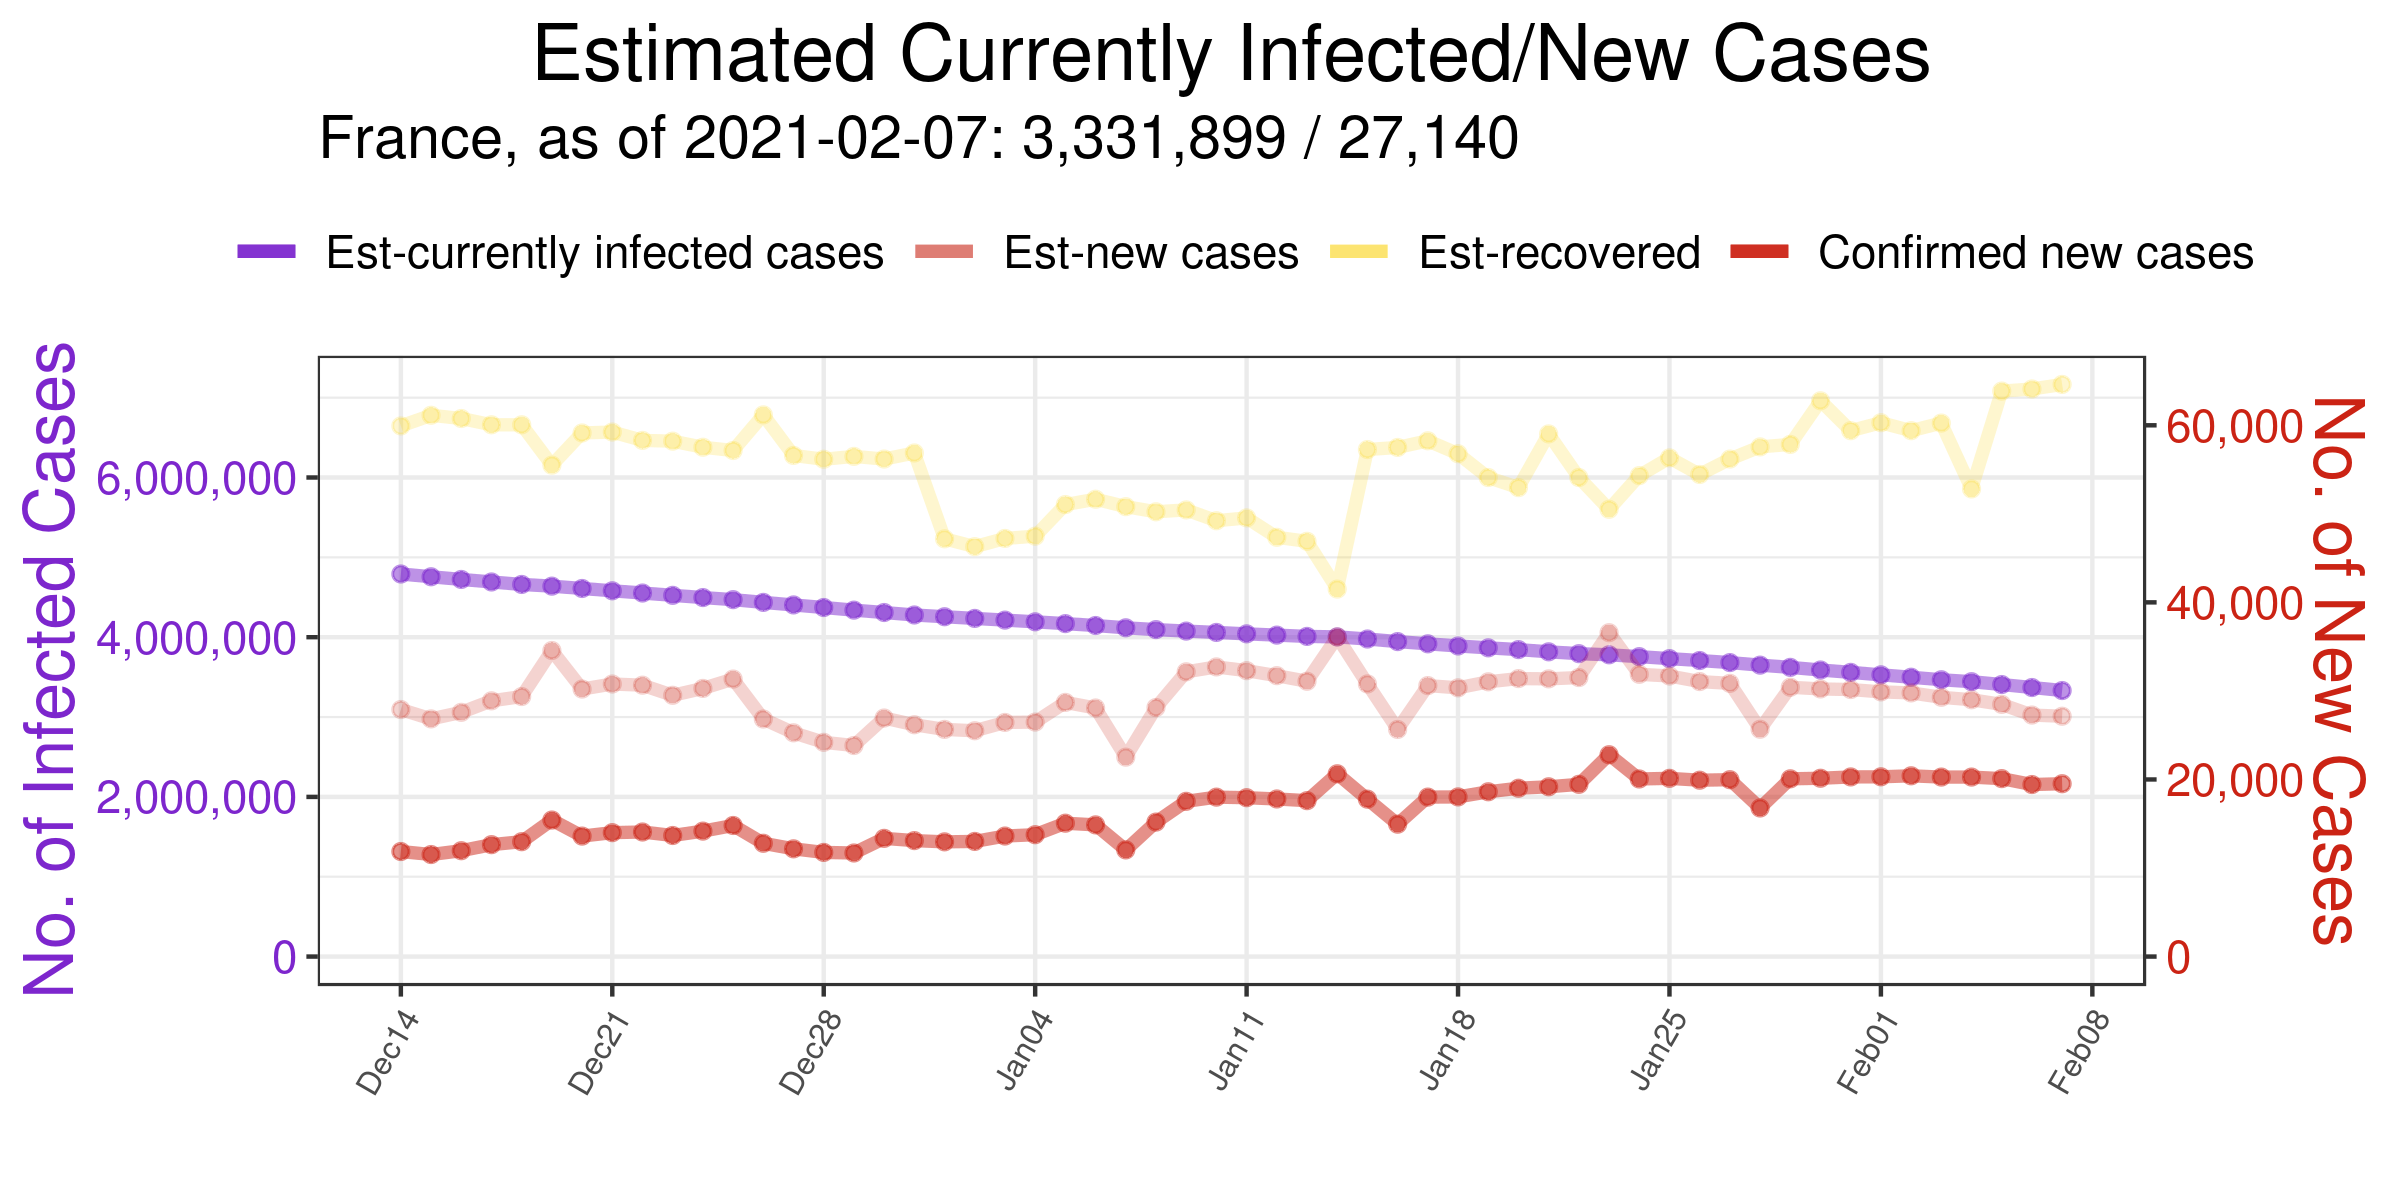 Estimated Currently Infected/New Cases
France, as of 2021-02-07: 3,331,899 / 27,140
Est-currently infected cases Est-new cases Est-recovered Confirmed new cases
No. of Infected Cases
6,000,000
4,000,000
2,000,000
0
60,000
40,000
20,000
0
No. of New Cases
Dec14 Dec21 Dec28 Jan04 Jan11 Jan18 Jan25 Feb01 Feb08